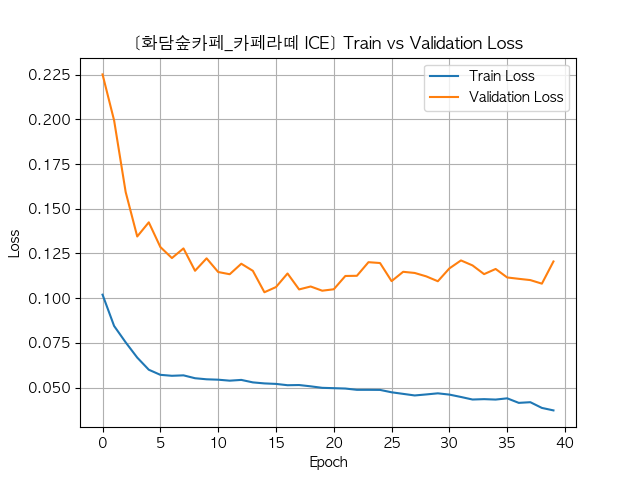 [화담숲카페_카페라떼 ICE] Train vs Validation Loss
Train Loss
Validation Loss
Loss
0.225
0.200
0.175
0.150
0.125
0.100
0.075
0.050
0 5 10 15 20 25 30 35 40
Epoch